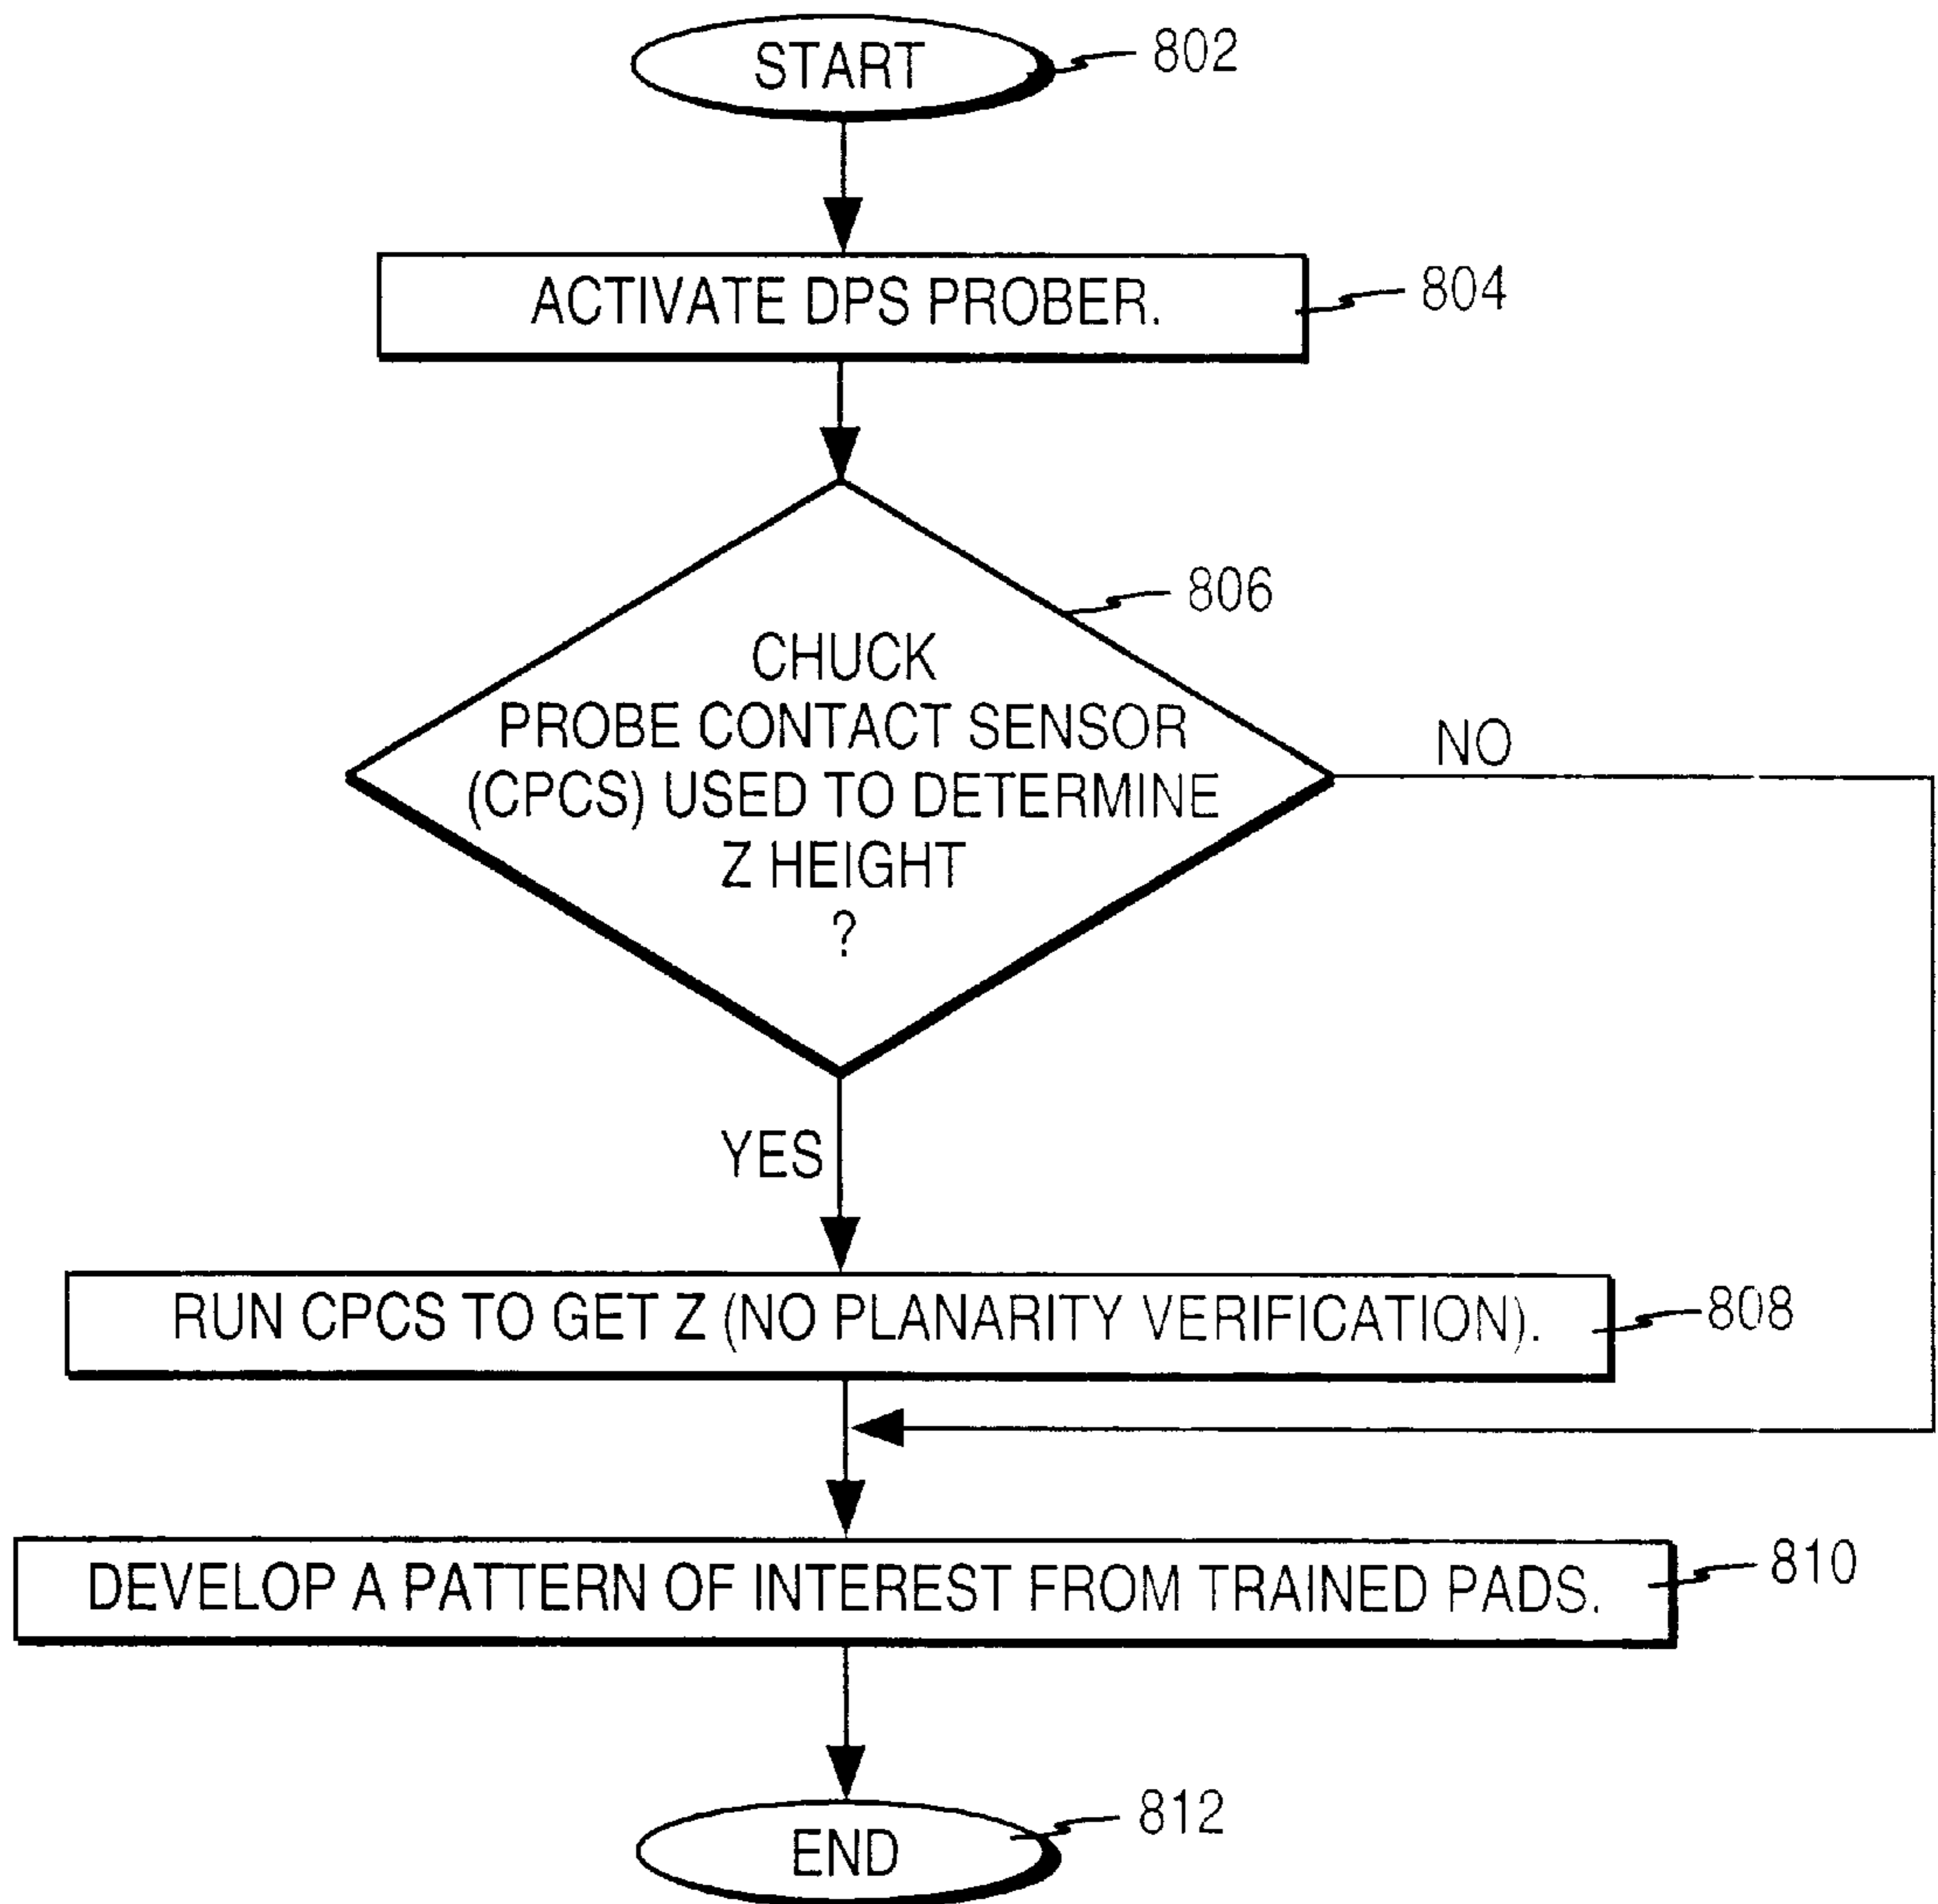 START
802
ACTIVATE DPS PROBER.
804
806
CHUCK
PROBE CONTACT SENSOR
(CPCS) USED TO DETERMINE
Z HEIGHT
?
NO
YES
RUN CPCS TO GET Z (NO PLANARITY VERIFICATION).
808
DEVELOP A PATTERN OF INTEREST FROM TRAINED PADS.
810
END
812